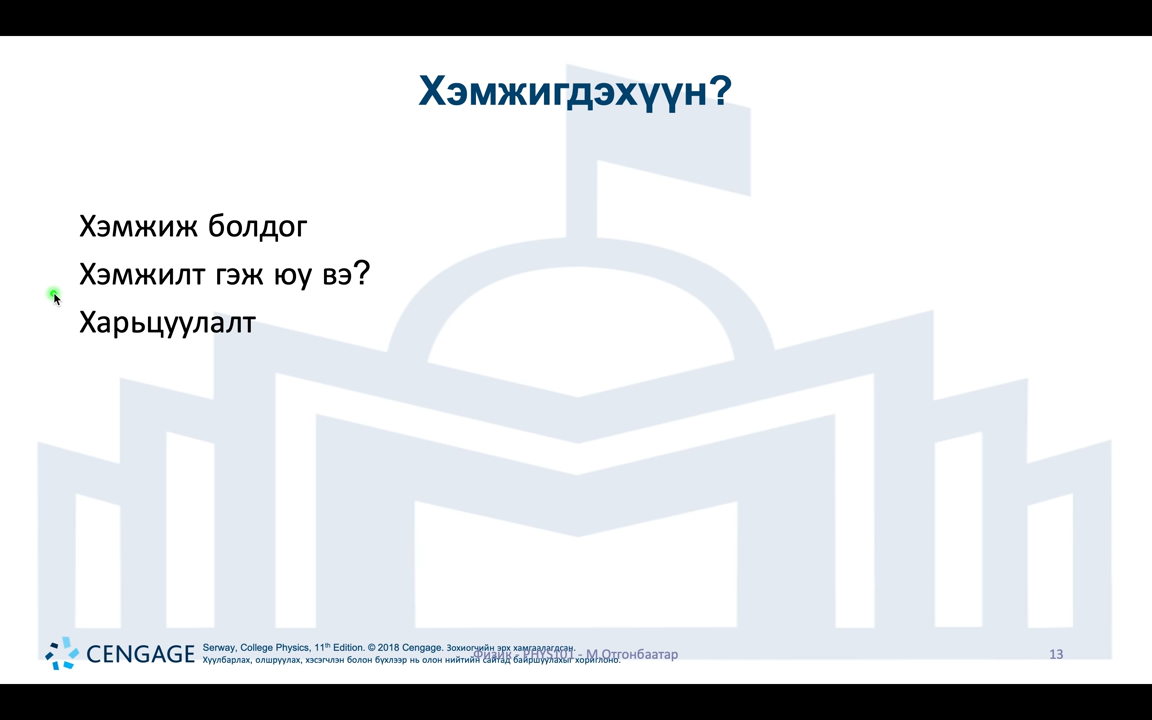 Хэмжигдэхүүн?
Хэмжиж болдог
Хэмжилт гэж юу вэ?
Харьцуулалт
CENGAGE
Serway, College Physics, 11th Edition. © 2018 Cengage. Зохиогчийн эрх хамгаалагдсан.
Хуулбарлах, олшруулах, хэсэгчлэн болон бүхлээр нь олон нийтийн сайтад байршуулахыг хориглоно.
Физик - PHYS101 - М.Отгонбаатар
13